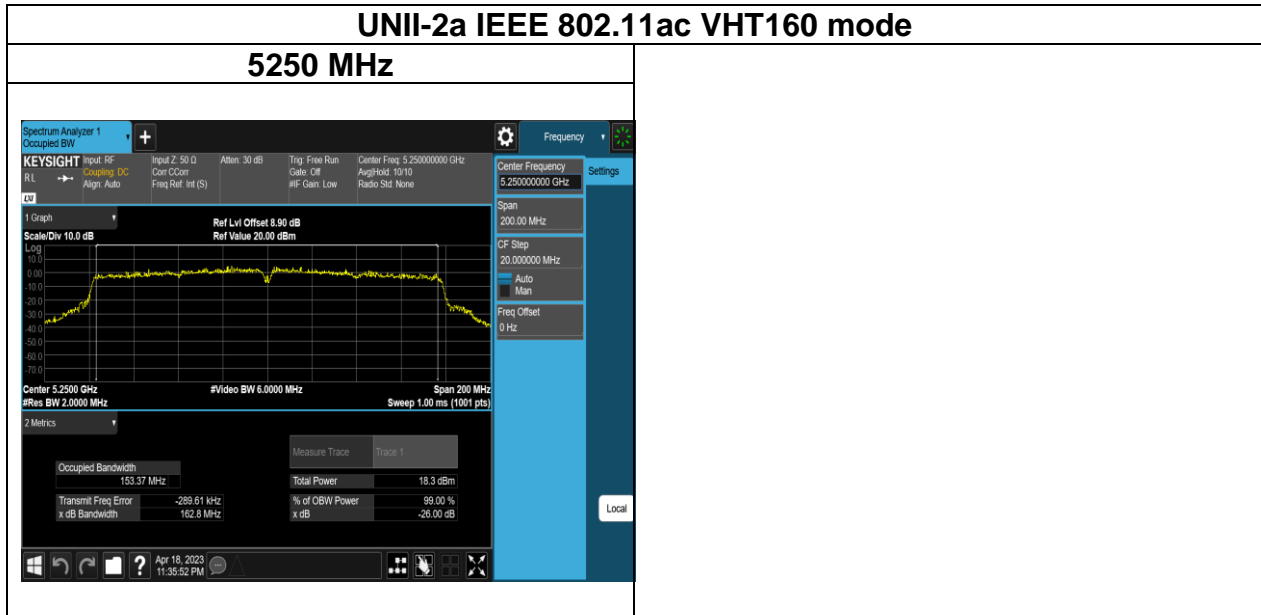 UNII-2a IEEE 802.11ac VHT160 mode
5250 MHz
Spectrum Analyzer 1
Occupied BW
Frequency
KEYSIGHT
RL
LXI
Input: RF
Coupling: DC
Align: Auto
Input Z: 50 Ω
Corr CCorr
Freq Ref: Int (S)
Atten: 30 dB
Trig: Free Run
Gate: Off
#IF Gain: Low
Center Freq: 5.250000000 GHz
Avg|Hold: 10/10
Radio Std: None
Center Frequency
5.250000000 GHz
Settings
Span
200.00 MHz
CF Step
20.000000 MHz
Auto
Man
Freq Offset
0 Hz
Local
1 Graph
Scale/Div 10.0 dB
Ref Lvl Offset 8.90 dB
Ref Value 20.00 dBm
Log
10.0
0.00
-10.0
-20.0
-30.0
-40.0
-50.0
-60.0
-70.0
Center 5.2500 GHz
#Video BW 6.0000 MHz
Span 200 MHz
#Res BW 2.0000 MHz
Sweep 1.00 ms (1001 pts)
2 Metrics
Measure Trace Trace 1
Occupied Bandwidth
153.37 MHz
Total Power 18.3 dBm
Transmit Freq Error -289.61 kHz
% of OBW Power 99.00 %
x dB Bandwidth 162.8 MHz
x dB -26.00 dB
?
Apr 18, 2023
11:35:52 PM